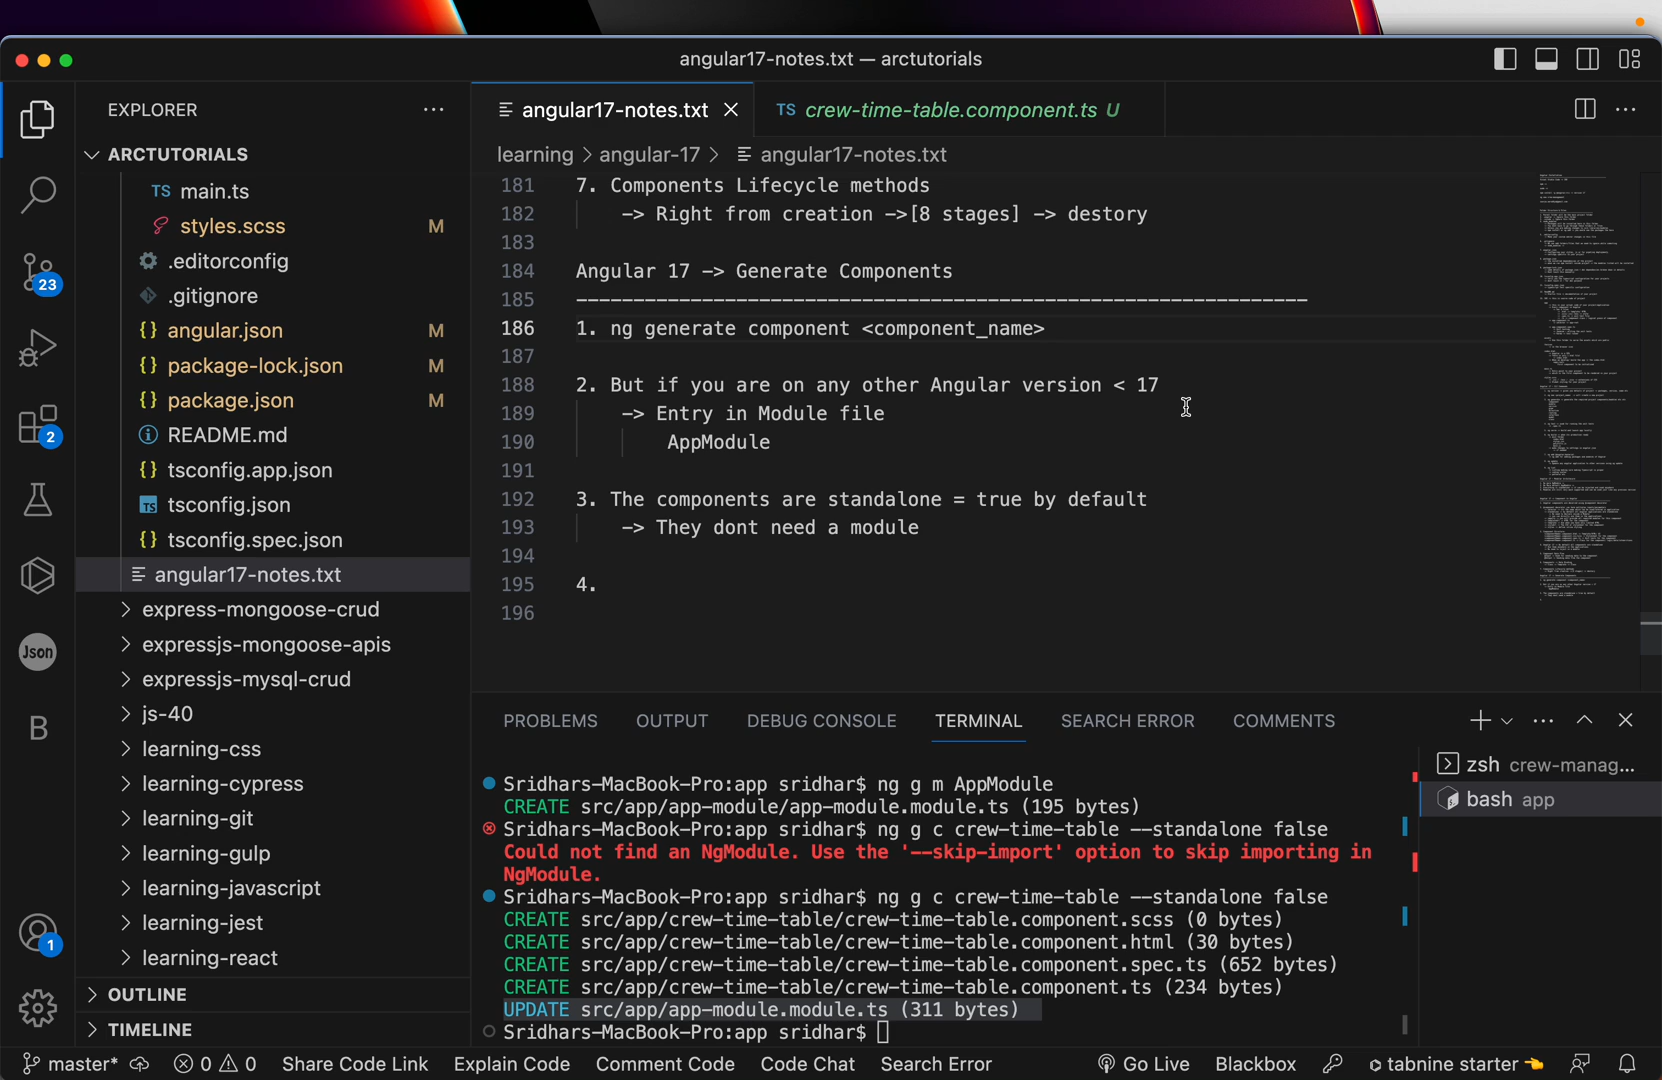 angular17-notes.txt — arctutorials
EXPLORER
ARCTUTORIALS
TS main.ts
styles.scss M
.editorconfig
.gitignore
{} angular.json M
{} package-lock.json M
{} package.json M
README.md
{} tsconfig.app.json
TS tsconfig.json
{} tsconfig.spec.json
angular17-notes.txt
express-mongoose-crud
expressjs-mongoose-apis
expressjs-mysql-crud
js-40
learning-css
learning-cypress
learning-git
learning-gulp
learning-javascript
learning-jest
learning-react
OUTLINE
TIMELINE
23
2
Json
B
1
angular17-notes.txt
TS crew-time-table.component.ts U
learning > angular-17 > angular17-notes.txt
181 7. Components Lifecycle methods
182 -> Right from creation ->[8 stages] -> destory
183
184 Angular 17 -> Generate Components
185 ----------------------------------------------------------------
186 1. ng generate component <component_name>
187
188 2. But if you are on any other Angular version < 17
189 -> Entry in Module file
190 AppModule
191
192 3. The components are standalone = true by default
193 -> They dont need a module
194
195 4.
196
PROBLEMS OUTPUT DEBUG CONSOLE TERMINAL SEARCH ERROR COMMENTS
Sridhars-MacBook-Pro:app sridhar$ ng g m AppModule
CREATE src/app/app-module/app-module.module.ts (195 bytes)
Sridhars-MacBook-Pro:app sridhar$ ng g c crew-time-table --standalone false
Could not find an NgModule. Use the '--skip-import' option to skip importing in
NgModule.
Sridhars-MacBook-Pro:app sridhar$ ng g c crew-time-table --standalone false
CREATE src/app/crew-time-table/crew-time-table.component.scss (0 bytes)
CREATE src/app/crew-time-table/crew-time-table.component.html (30 bytes)
CREATE src/app/crew-time-table/crew-time-table.component.spec.ts (652 bytes)
CREATE src/app/crew-time-table/crew-time-table.component.ts (234 bytes)
UPDATE src/app/app-module.module.ts (311 bytes)
Sridhars-MacBook-Pro:app sridhar$
zsh crew-manag...
bash app
master* 0 0 Share Code Link Explain Code Comment Code Code Chat Search Error Go Live Blackbox tabnine starter